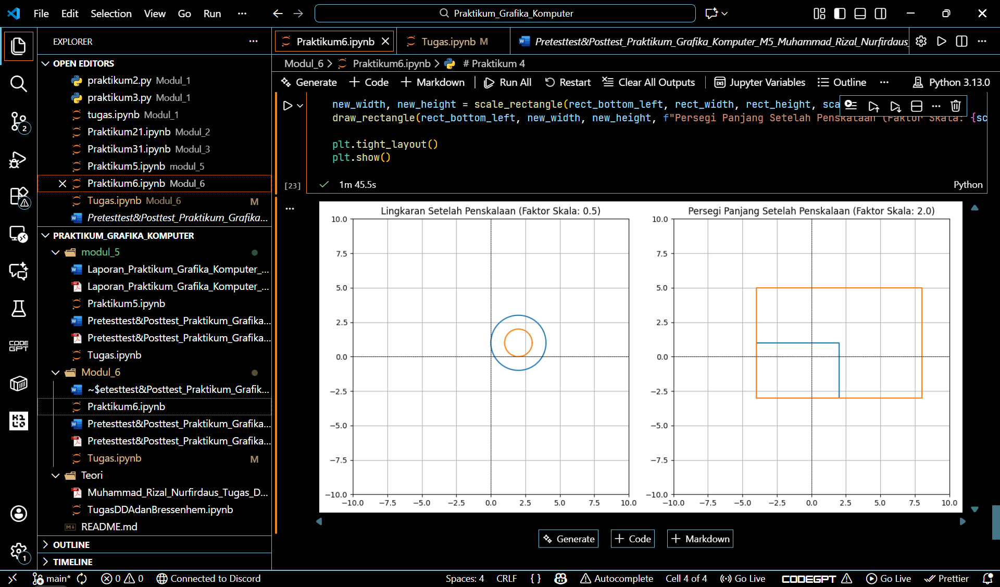 File Edit Selection View Go Run ···
Praktikum_Grafika_Komputer
EXPLORER
OPEN EDITORS
praktikum2.py Modul_1
praktikum3.py Modul_1
tugas.ipynb Modul_1
Praktikum21.ipynb Modul_2
Praktikum31.ipynb Modul_3
Praktikum5.ipynb modul_5
Praktikum6.ipynb Modul_6
Tugas.ipynb Modul_6 M
Pretesttest&Posttest_Praktikum_Grafika...
PRAKTIKUM_GRAFIKA_KOMPUTER
modul_5
Laporan_Praktikum_Grafika_Komputer_...
Laporan_Praktikum_Grafika_Komputer_...
Praktikum5.ipynb
Pretesttest&Posttest_Praktikum_Grafika...
Pretesttest&Posttest_Praktikum_Grafika...
Tugas.ipynb
Modul_6
~$etesttest&Posttest_Praktikum_Grafik...
Praktikum6.ipynb
Pretesttest&Posttest_Praktikum_Grafika...
Pretesttest&Posttest_Praktikum_Grafika...
Tugas.ipynb M
Teori
Muhammad_Rizal_Nurfirdaus_Tugas_D...
TugasDDAdanBressenhem.ipynb
README.md
OUTLINE
TIMELINE
2
CODE GPT
1
Praktikum6.ipynb
Tugas.ipynb M
Pretesttest&Posttest_Praktikum_Grafika_Komputer_M5_Muhammad_Rizal_Nurfirdaus_
Modul_6 > Praktikum6.ipynb > # Praktikum 4
Generate + Code + Markdown | Run All Restart Clear All Outputs | Jupyter Variables Outline ··· Python 3.13.0
new_width, new_height = scale_rectangle(rect_bottom_left, rect_width, rect_height, sca
draw_rectangle(rect_bottom_left, new_width, new_height, f"Persegi Panjang Setelah Penskalaan (Faktor Skala: {sc
plt.tight_layout()
plt.show()
[23] 1m 45.5s Python
Lingkaran Setelah Penskalaan (Faktor Skala: 0.5)
10.0
7.5
5.0
2.5
0.0
−2.5
−5.0
−7.5
−10.0
−10.0 −7.5 −5.0 −2.5 0.0 2.5 5.0 7.5 10.0
Persegi Panjang Setelah Penskalaan (Faktor Skala: 2.0)
10.0
7.5
5.0
2.5
0.0
−2.5
−5.0
−7.5
−10.0
−10.0 −7.5 −5.0 −2.5 0.0 2.5 5.0 7.5 10.0
Generate + Code + Markdown
main* 0 0 Connected to Discord Spaces: 4 CRLF { } Autocomplete Cell 4 of 4 Go Live CODEGPT Go Live Prettier